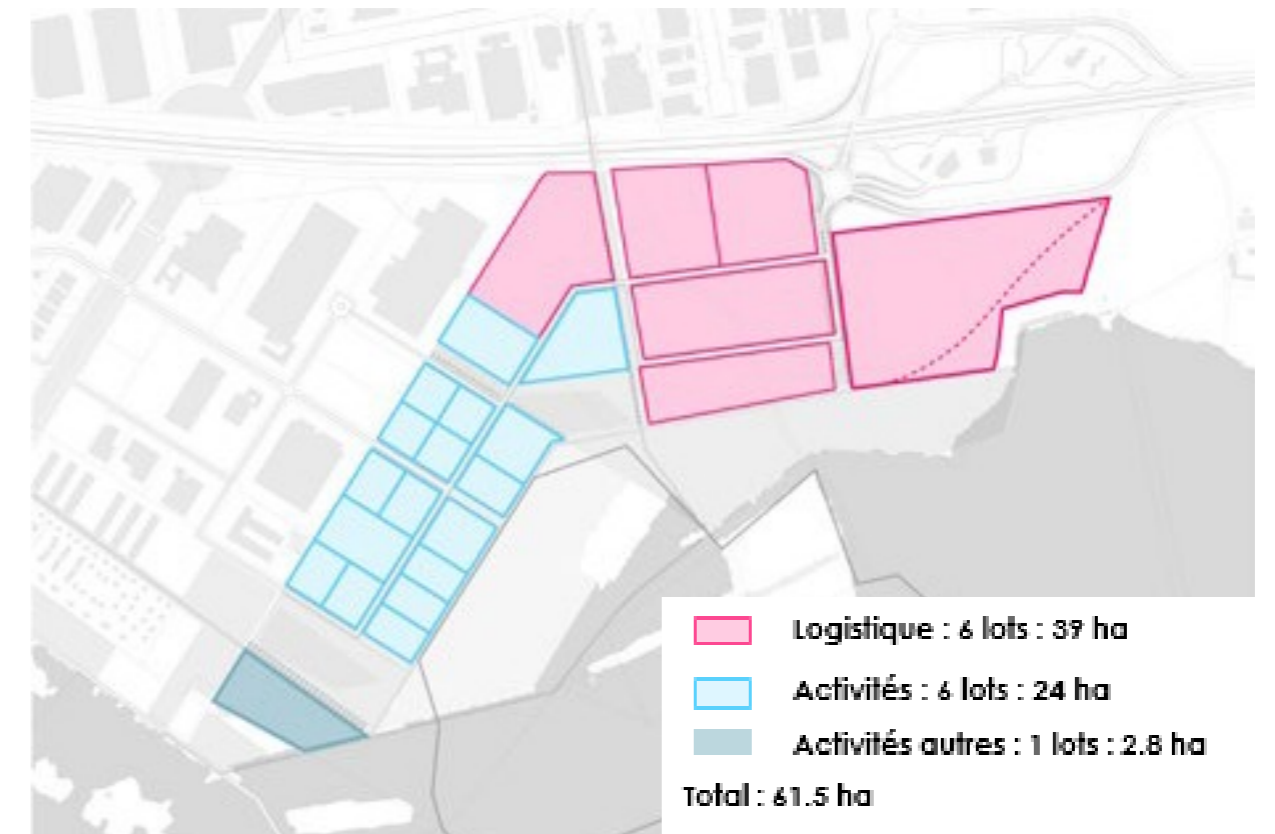 Logistique : 6 lots : 39 ha
Activités : 6 lots : 24 ha
Activités autres : 1 lots : 2.8 ha
Total : 61.5 ha